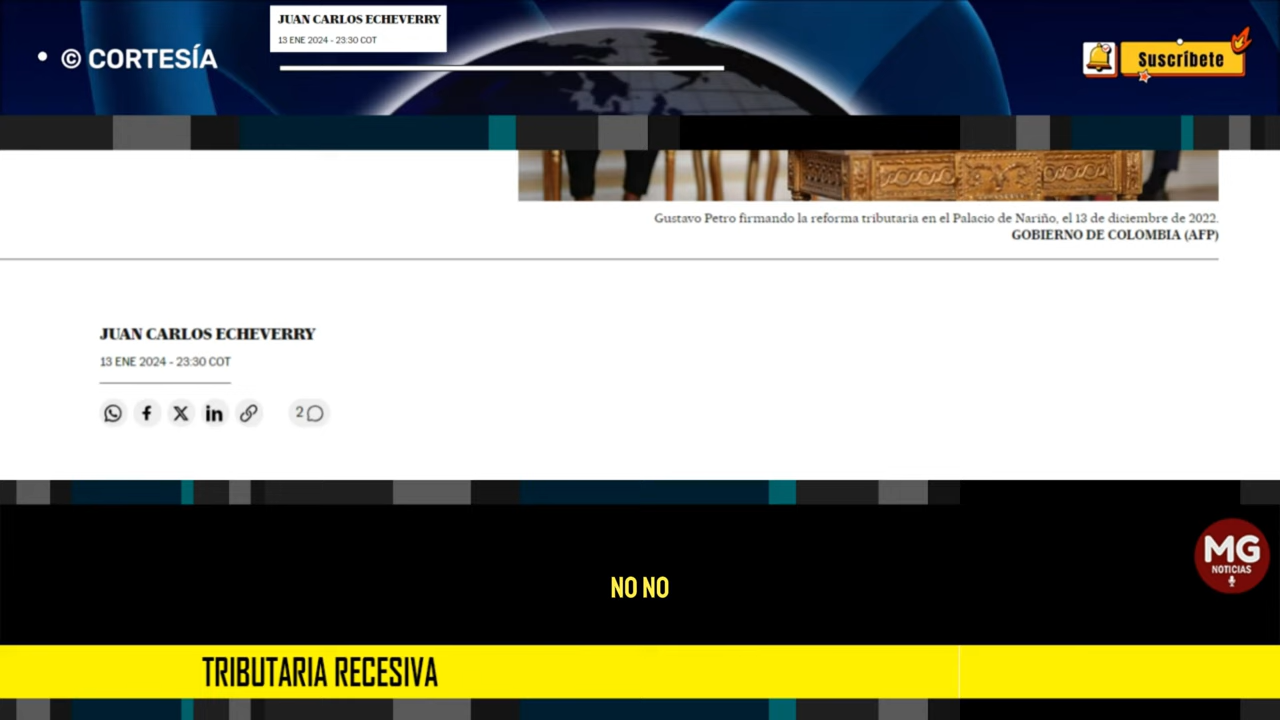 JUAN CARLOS ECHEVERRY
13 ENE 2024 - 23:30 COT
• © CORTESÍA
Suscríbete
Gustavo Petro firmando la reforma tributaria en el Palacio de Nariño, el 13 de diciembre de 2022.
GOBIERNO DE COLOMBIA (AFP)
JUAN CARLOS ECHEVERRY
13 ENE 2024 - 23:30 COT
2
MG
NOTICIAS
NO NO
TRIBUTARIA RECESIVA